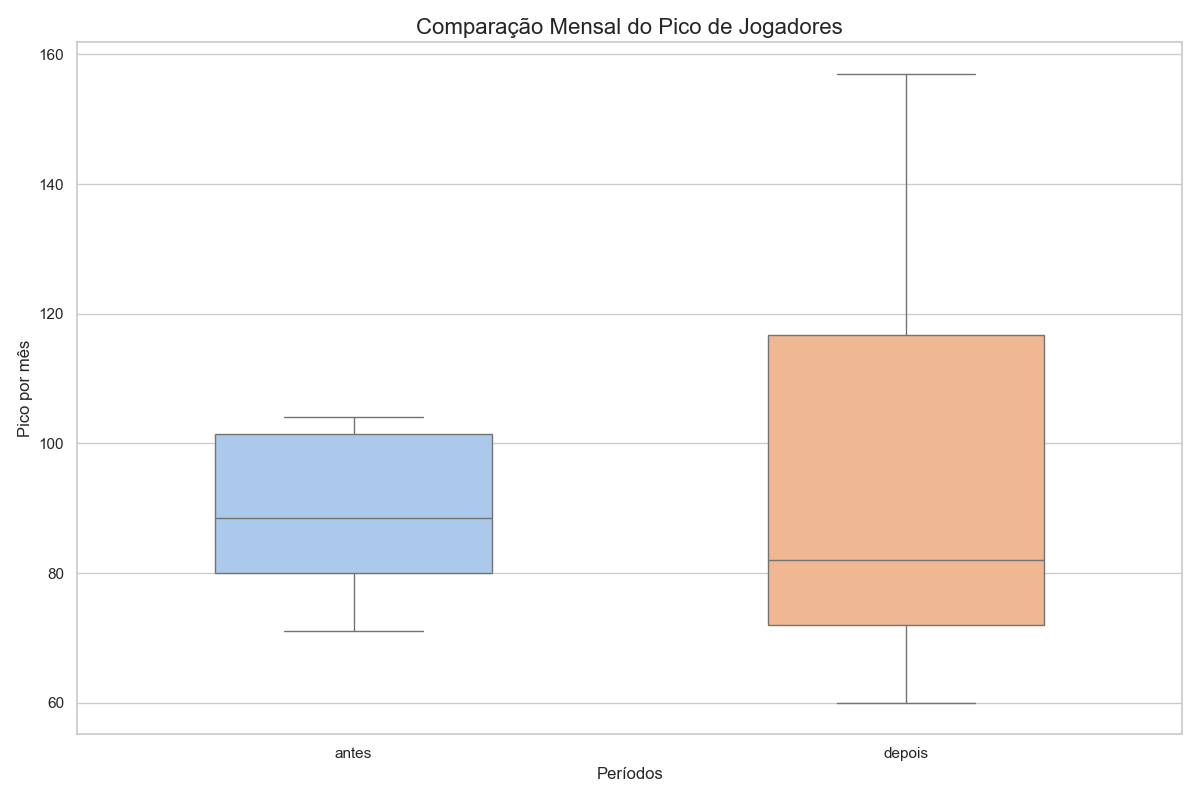 Comparação Mensal do Pico de Jogadores
160
140
120
100
80
60
Pico por mês
antes
depois
Períodos